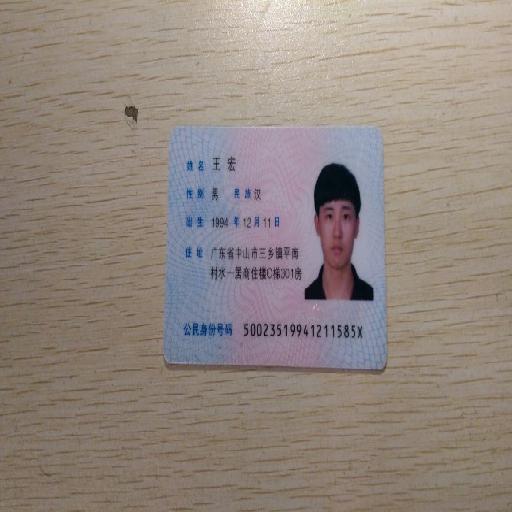 姓名 王宏
性别 男 民族 汉
出生 1994 年 12 月 11 日
住址 广东省中山市三乡镇平南
村水一居商住楼C梯301房
公民身份号码 50023519941211585X